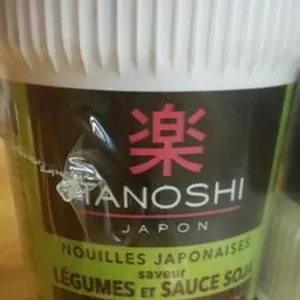 楽
TANOSHI
JAPON
NOUILLES JAPONAISES
saveur
LÉGUMES ET SAUCE SOJA